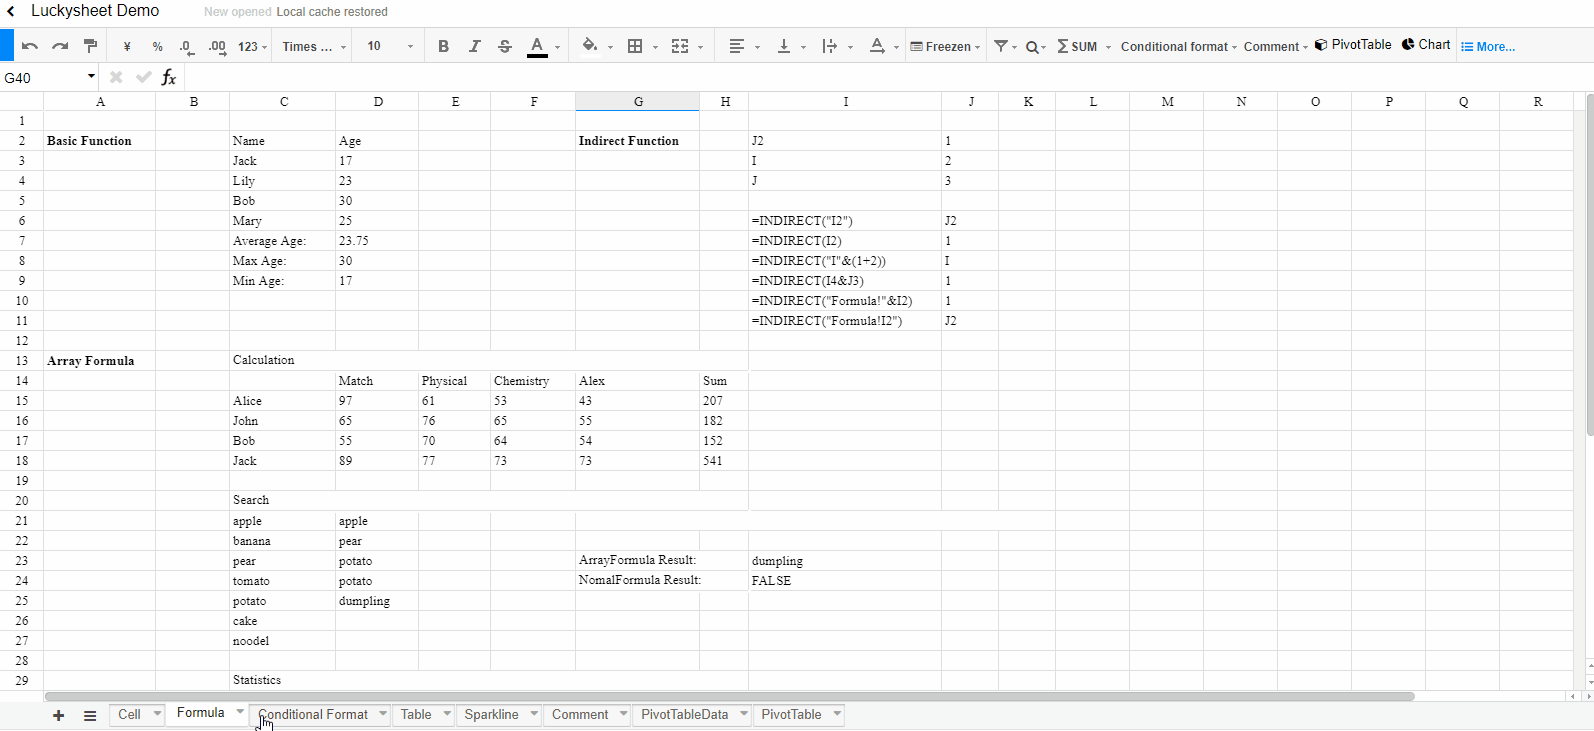 Luckysheet Demo New opened Local cache restored
¥ % .0 .00 123 Times ... 10 B I S A A Freezen ΣSUM Conditional format Comment PivotTable Chart More...
G40 fx
A B C D E F G H I J K L M N O P Q R
1
2 Basic Function Name Age Indirect Function J2 1
3 Jack 17 I 2
4 Lily 23 J 3
5 Bob 30
6 Mary 25 =INDIRECT("I2") J2
7 Average Age: 23.75 =INDIRECT(I2) 1
8 Max Age: 30 =INDIRECT("I"&(1+2)) I
9 Min Age: 17 =INDIRECT(I4&J3) 1
10 =INDIRECT("Formula!"&I2) 1
11 =INDIRECT("Formula!I2") J2
12
13 Array Formula Calculation
14 Match Physical Chemistry Alex Sum
15 Alice 97 61 53 43 207
16 John 65 76 65 55 182
17 Bob 55 70 64 54 152
18 Jack 89 77 73 73 541
19
20 Search
21 apple apple
22 banana pear
23 pear potato ArrayFormula Result: dumpling
24 tomato potato NomalFormula Result: FALSE
25 potato dumpling
26 cake
27 noodel
28
29 Statistics
Cell Formula Conditional Format Table Sparkline Comment PivotTableData PivotTable